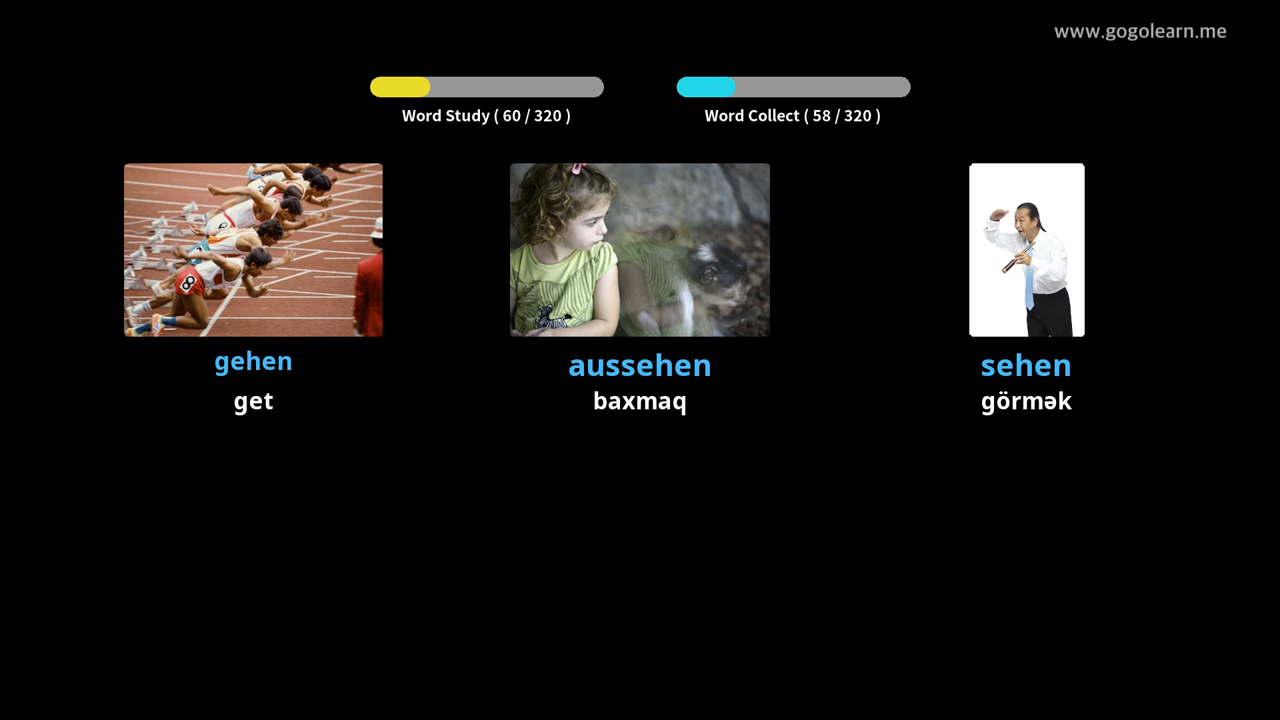 www.gogolearn.me
Word Study ( 60 / 320 )
Word Collect ( 58 / 320 )
gehen
get
aussehen
baxmaq
sehen
görmək